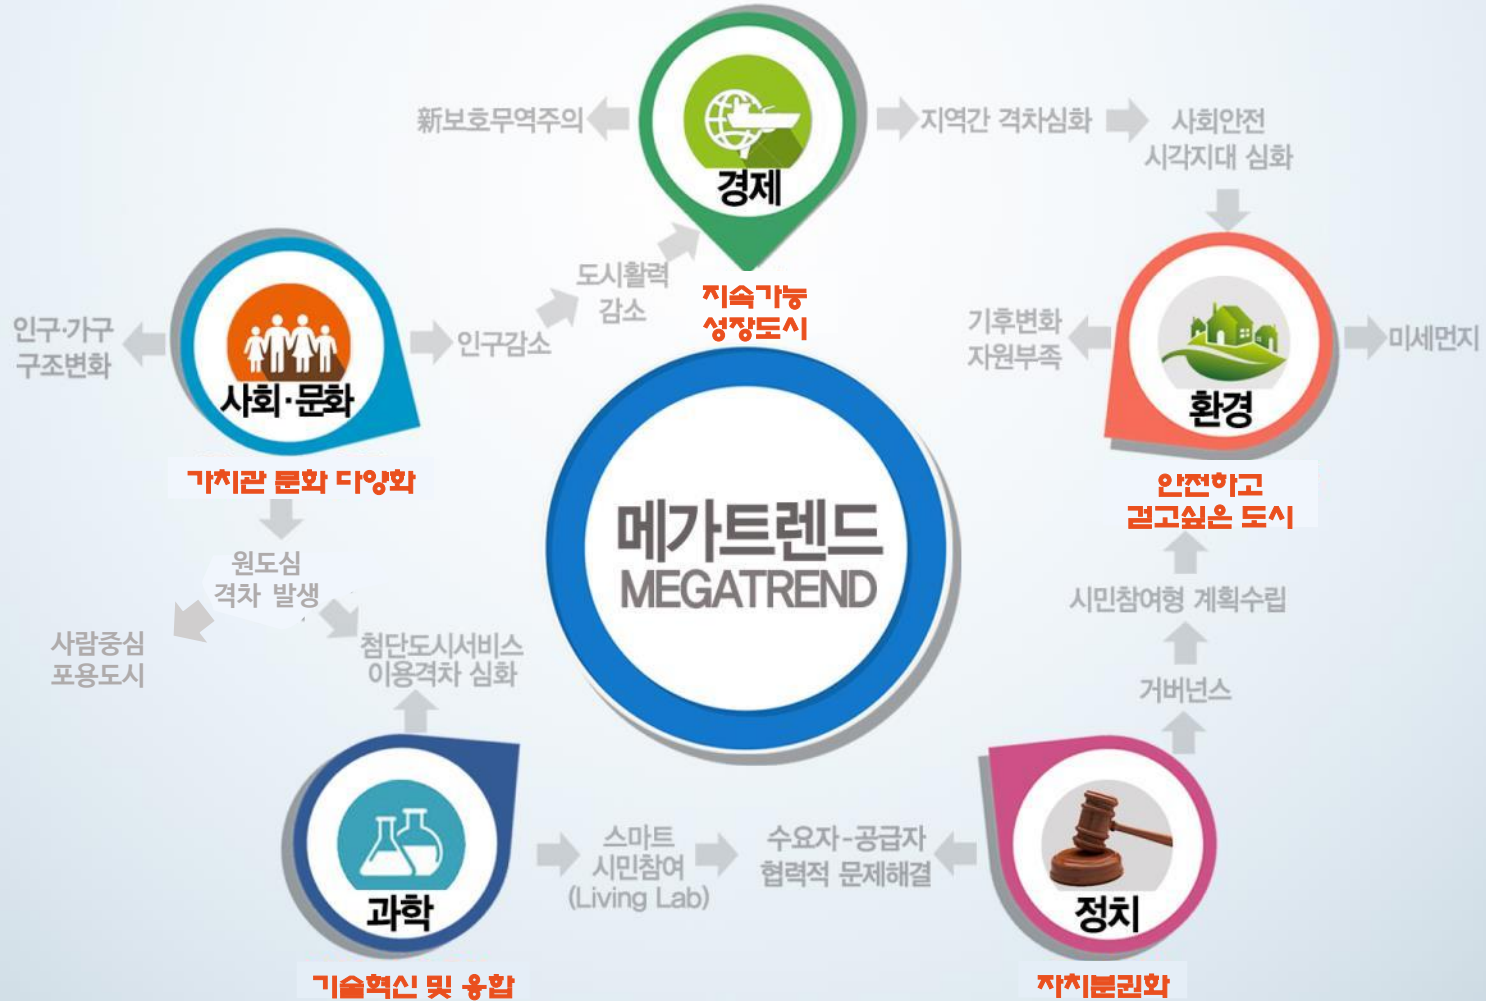 新보호무역주의
경제
지역간 격차심화
사회안전
시각지대 심화
지속가능
성장도시
도시활력
감소
인구·가구
구조변화
사회·문화
인구감소
가치관 문화 다양화
기후변화
자원부족
환경
미세먼지
안전하고
걷고싶은 도시
메가트렌드
MEGATREND
원도심
격차 발생
사람중심
포용도시
첨단도시서비스
이용격차 심화
시민참여형 계획수립
거버넌스
과학
스마트
시민참여
(Living Lab)
수요자-공급자
협력적 문제해결
정치
기술혁신 및 융합
자치분권화